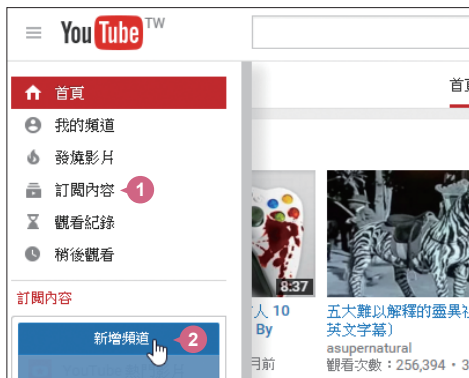 YouTube TW
首頁
我的頻道
發燒影片
訂閱內容 1
觀看紀錄
稍後觀看
訂閱內容
新增頻道 2
首頁
8:37
人 10
By
月前
五大難以解釋的靈異
英文字幕）
asupernatural
觀看次數：256,394 • 3